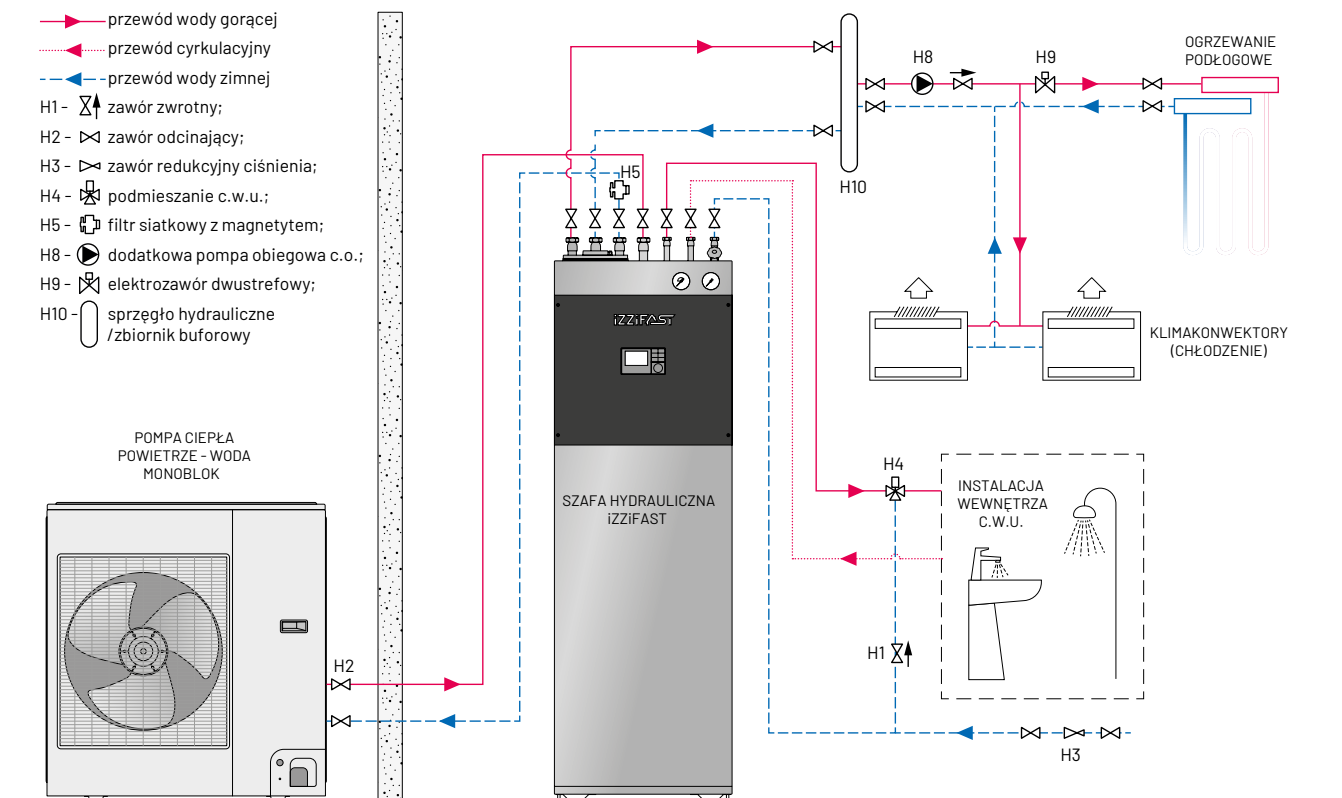 przewód wody gorącej
przewód cyrkulacyjny
przewód wody zimnej
H1 - zawór zwrotny;
H2 - zawór odcinający;
H3 - zawór redukcyjny ciśnienia;
H4 - podmieszanie c.w.u.;
H5 - filtr siatkowy z magnetytem;
H8 - dodatkowa pompa obiegowa c.o.;
H9 - elektrozawór dwustrefowy;
H10 - sprzęgło hydrauliczne
/zbiornik buforowy
POMPA CIEPŁA
POWIETRZE - WODA
MONOBLOK
H2
H5
iZZiFAST
SZAFA HYDRAULICZNA
iZZiFAST
H10
H8
H9
OGRZEWANIE
PODŁOGOWE
KLIMAKONWEKTORY
(CHŁODZENIE)
H4
INSTALACJA
WEWNĘTRZA
C.W.U.
H1
H3